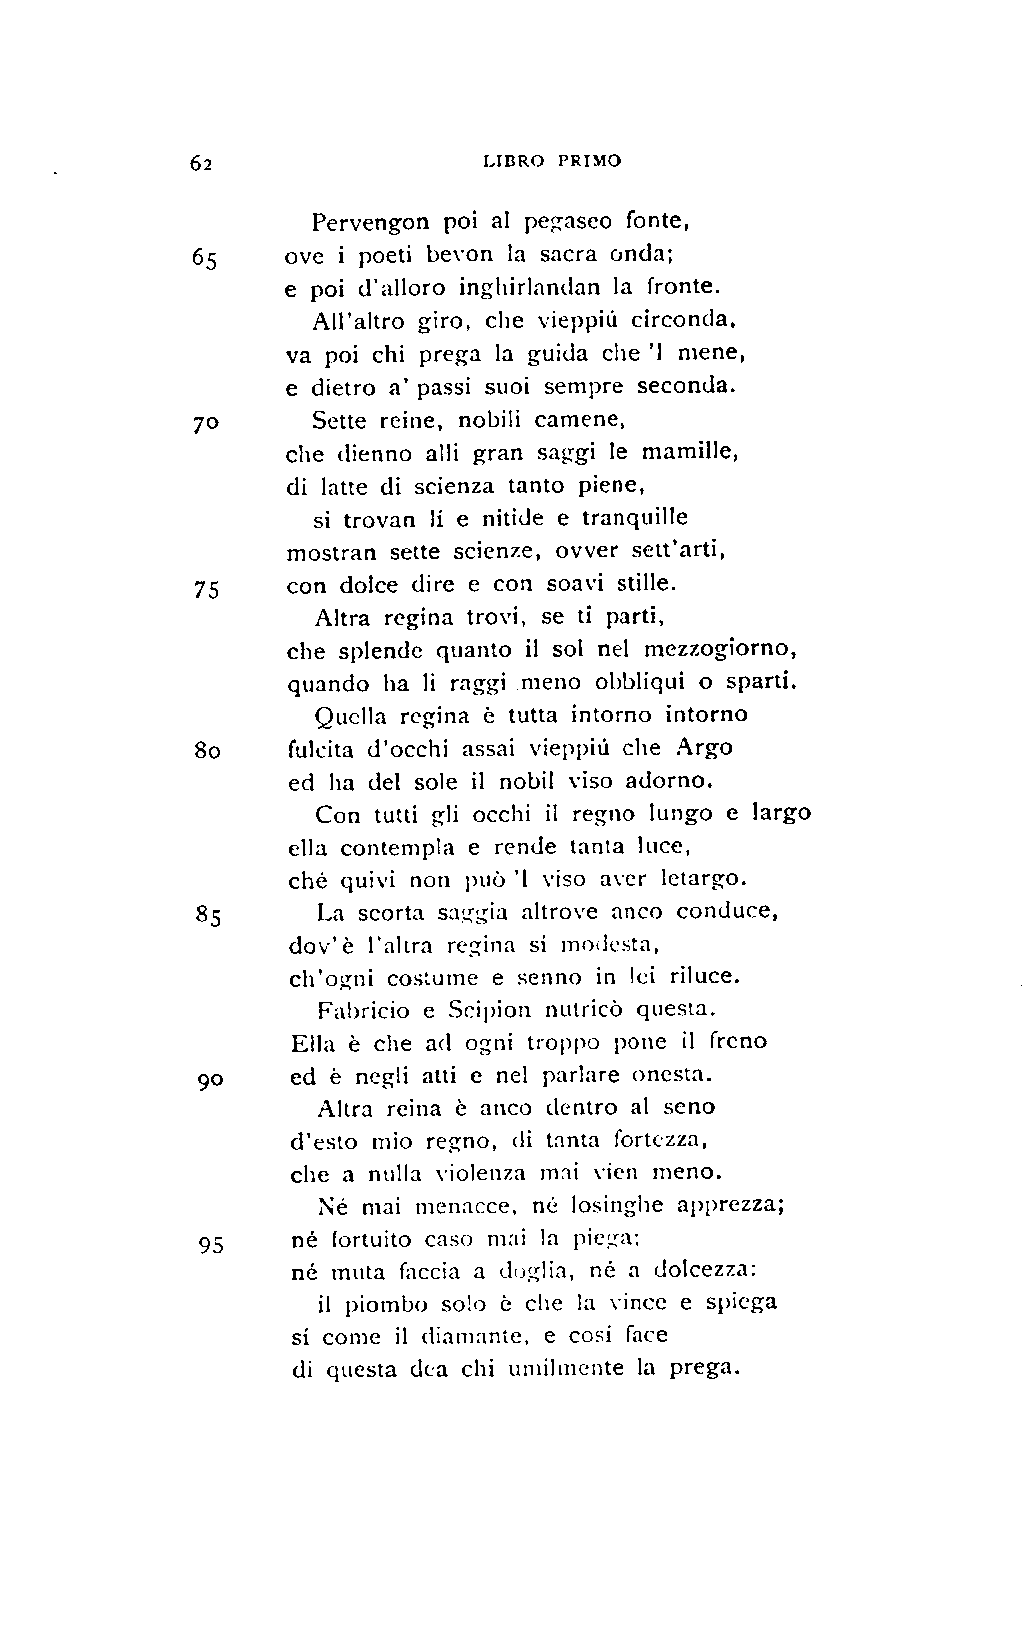 62 LIBRO PRIMO
Pervengon poi al pegaseo fonte,
65 ove i poeti bevon la sacra onda;
e poi d'alloro inghirlandan la fronte.
All'altro giro, che vieppiú circonda,
va poi chi prega la guida che 'l mene,
e dietro a' passi suoi sempre seconda.
70 Sette reine, nobili camene,
che dienno alli gran saggi le mamille,
di latte di scienza tanto piene,
si trovan lí e nitide e tranquille
mostran sette scienze, ovver sett'arti,
75 con dolce dire e con soavi stille.
Altra regina trovi, se ti parti,
che splende quanto il sol nel mezzogiorno,
quando ha li raggi meno obbliqui o sparti.
Quella regina è tutta intorno intorno
80 fulcita d'occhi assai vieppiú che Argo
ed ha del sole il nobil viso adorno.
Con tutti gli occhi il regno lungo e largo
ella contempla e rende tanta luce,
ché quivi non può 'l viso aver letargo.
85 La scorta saggia altrove anco conduce,
dov'è l'altra regina si modesta,
ch'ogni costume e senno in lei riluce.
Fabricio e Scipion nutricò questa.
Ella è che ad ogni troppo pone il freno
90 ed è negli atti e nel parlare onesta.
Altra reina è anco dentro al seno
d'esto mio regno, di tanta fortezza,
che a nulla violenza mai vien meno.
Né mai menacce, né losinghe apprezza;
95 né fortuito caso mai la piega;
né muta faccia a doglia, né a dolcezza:
il piombo solo è che la vince e spiega
sí come il diamante, e cosí face
di questa dea chi umilmente la prega.